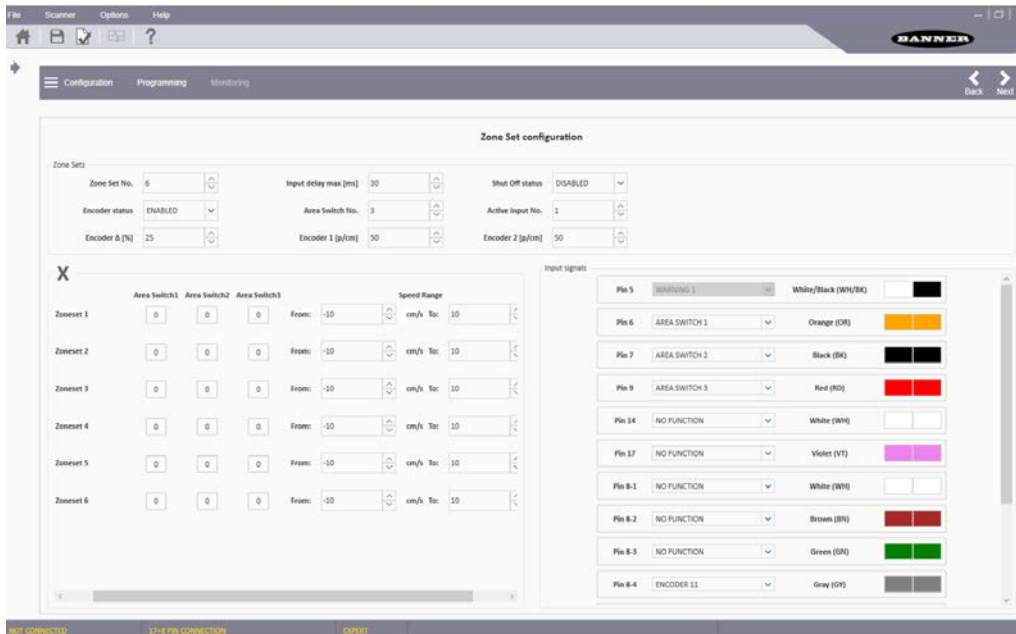 File Scanner Options Help
BANNER
Configuration Programming Monitoring
Back Next
Zone Set configuration
Zone Sets
Zone Set No. 6 Input delay max [ms] 30 Shut Off status DISABLED
Encoder status ENABLED Area Switch No. 3 Active Input No. 1
Encoder Δ [%] 25 Encoder 1 [p/cm] 50 Encoder 2 [p/cm] 50
X
Area Switch1 Area Switch2 Area Switch3 Speed Range
Zoneset 1 0 0 0 From: -10 cm/s To: 10
Zoneset 2 0 0 0 From: -10 cm/s To: 10
Zoneset 3 0 0 0 From: -10 cm/s To: 10
Zoneset 4 0 0 0 From: -10 cm/s To: 10
Zoneset 5 0 0 0 From: -10 cm/s To: 10
Zoneset 6 0 0 0 From: -10 cm/s To: 10
Input signals
Pin 5 WARNING 1 White/Black (WH/BK)
Pin 6 AREA SWITCH 1 Orange (OR)
Pin 7 AREA SWITCH 2 Black (BK)
Pin 9 AREA SWITCH 3 Red (RD)
Pin 14 NO FUNCTION White (WH)
Pin 17 NO FUNCTION Violet (VT)
Pin 8-1 NO FUNCTION White (WH)
Pin 8-2 NO FUNCTION Brown (BN)
Pin 8-3 NO FUNCTION Green (GN)
Pin 8-4 ENCODER 11 Gray (GY)
NOT CONNECTED 17+8 PIN CONNECTION EXPERT